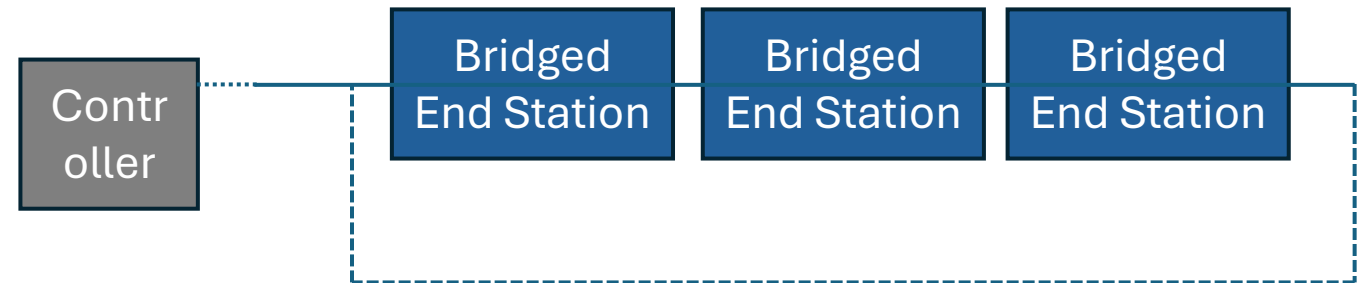 Contr
oller
Bridged
End Station
Bridged
End Station
Bridged
End Station